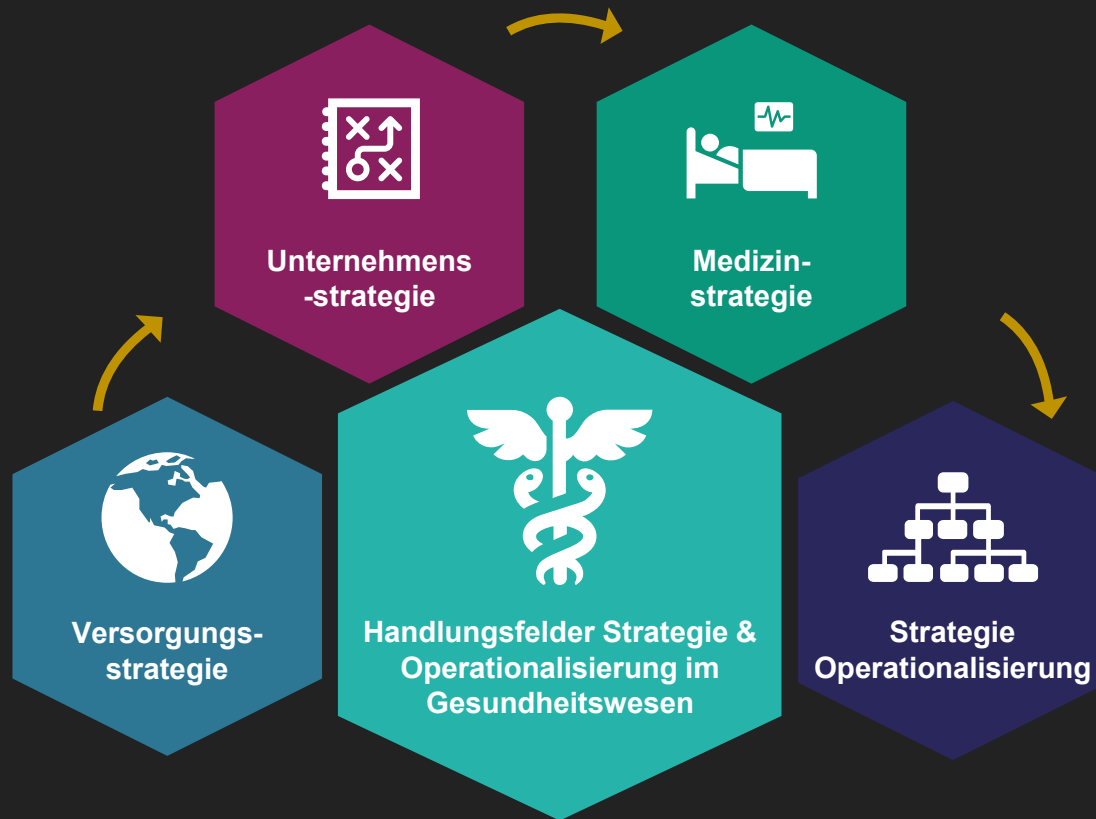 Unternehmens
-strategie
Medizin-
strategie
Versorgungs-
strategie
Handlungsfelder Strategie &
Operationalisierung im
Gesundheitswesen
Strategie
Operationalisierung